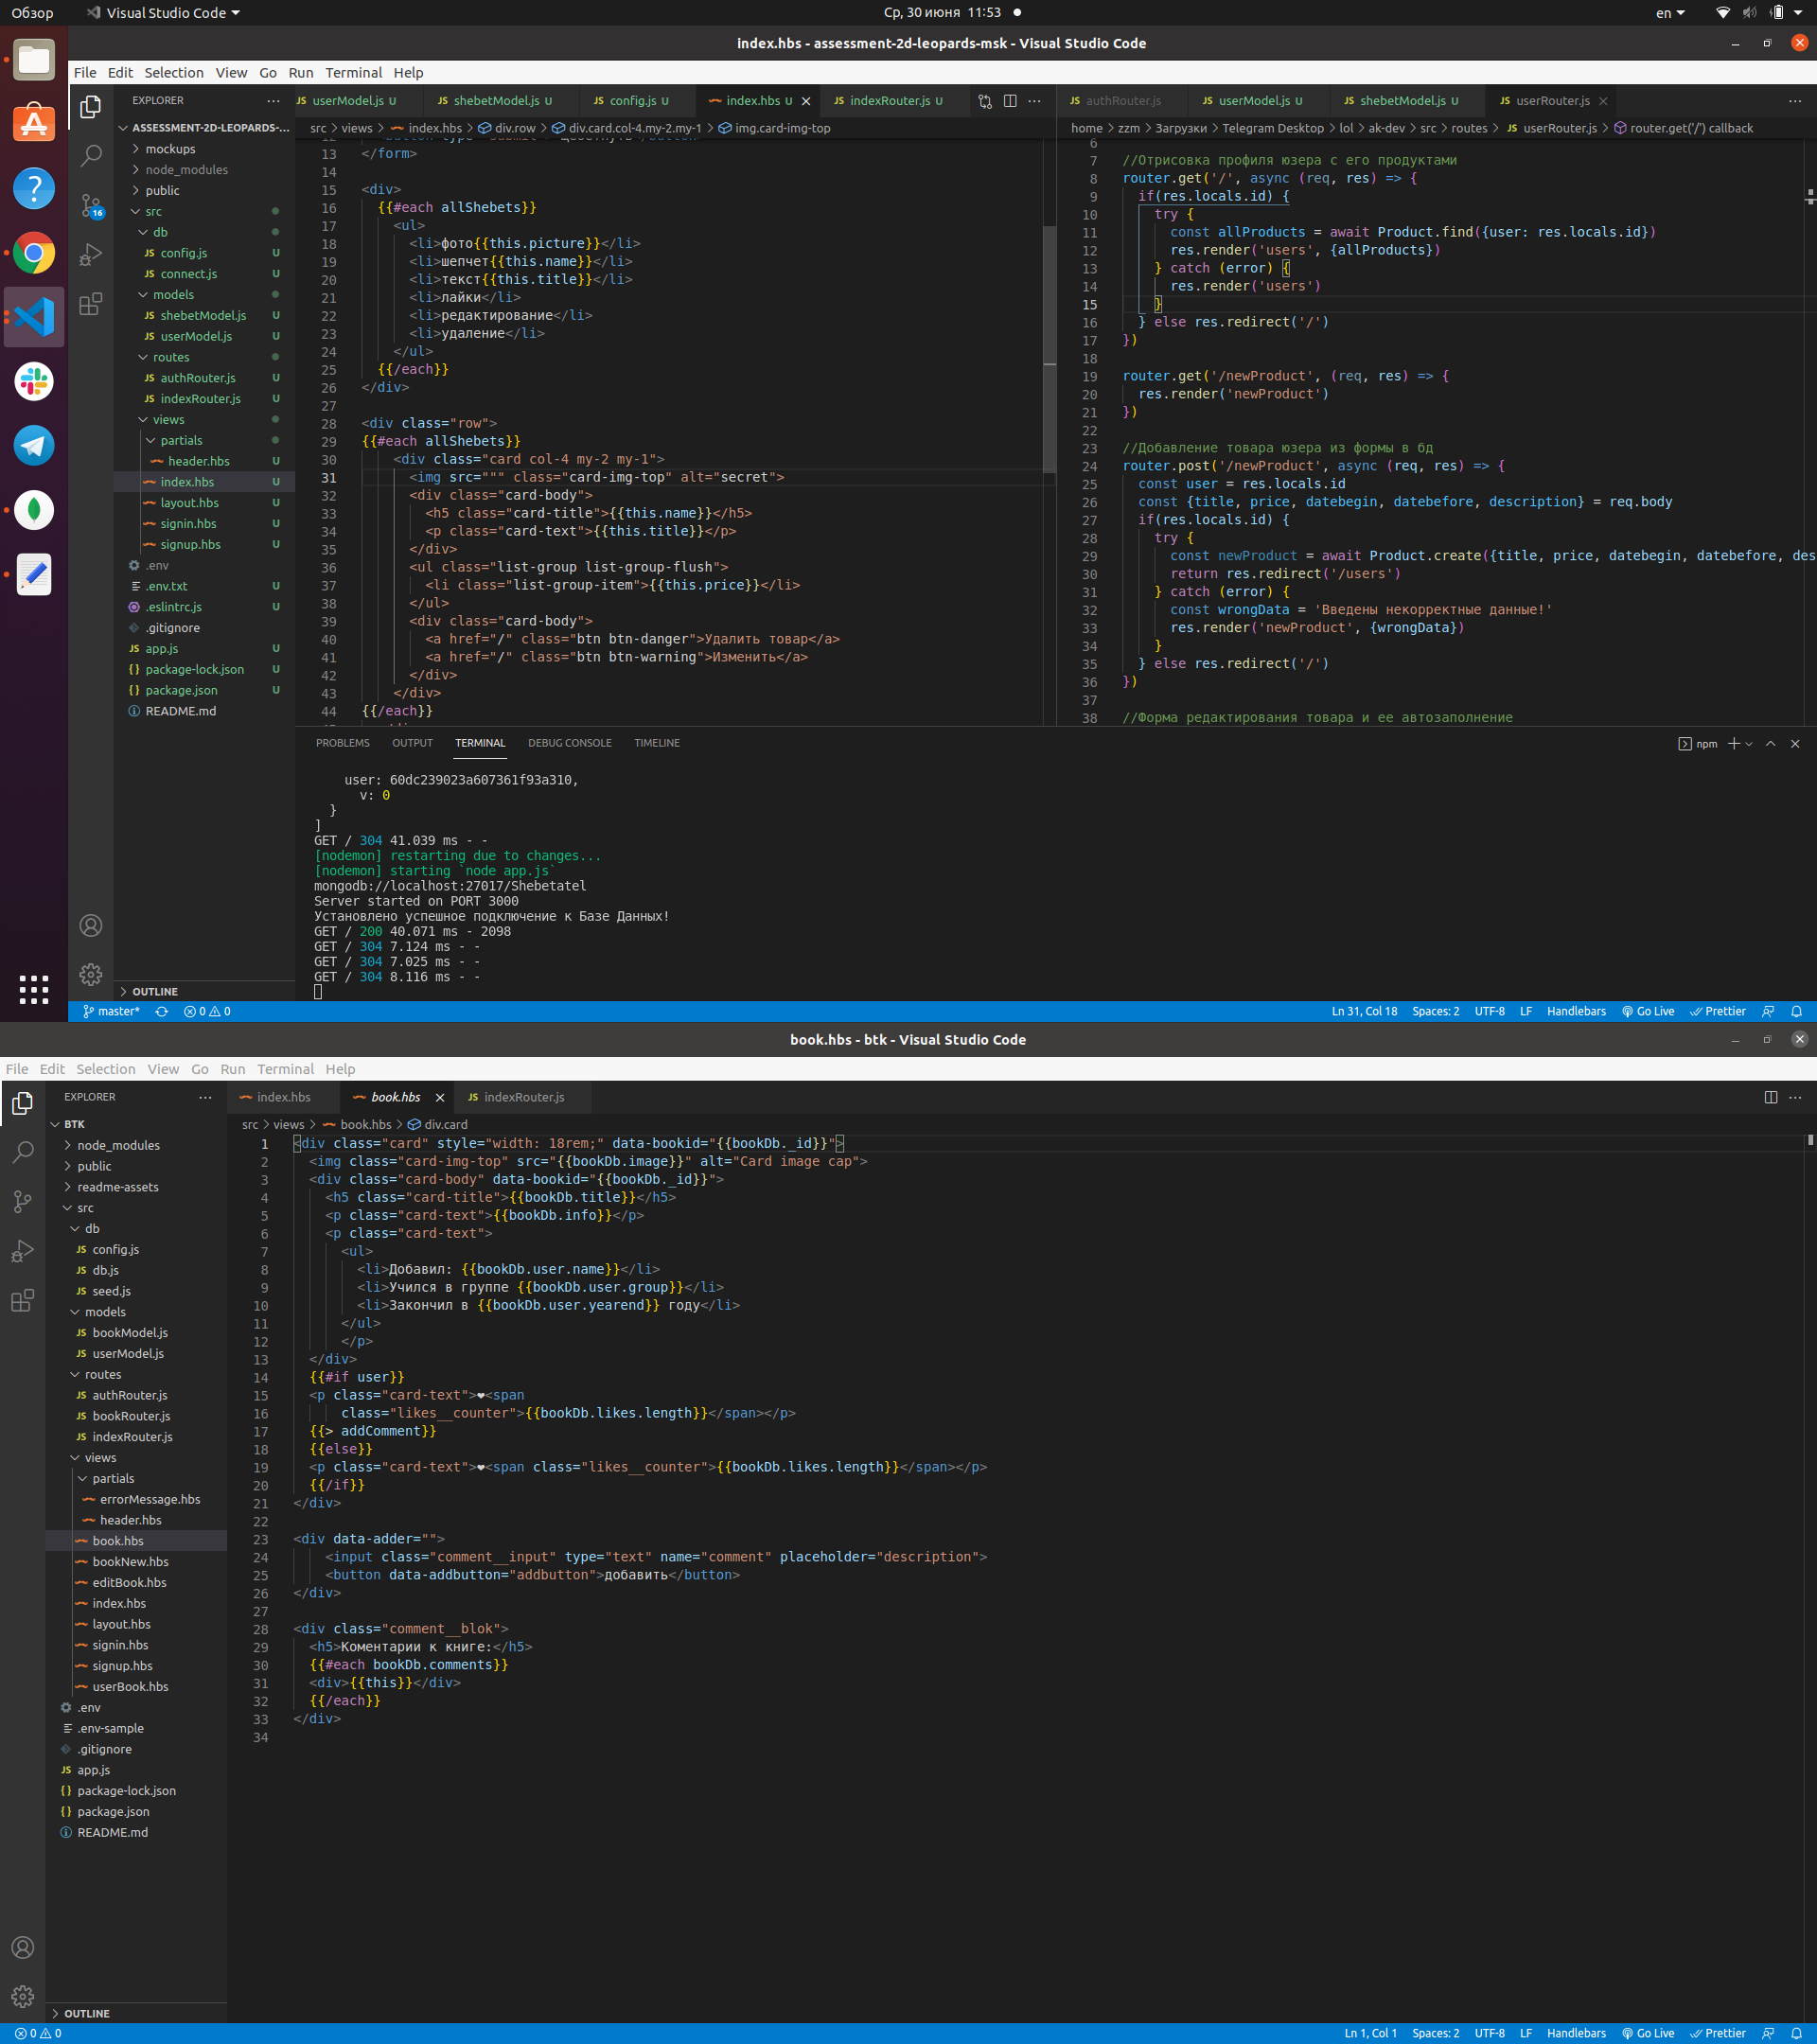 Обзор
Visual Studio Code
Ср, 30 июня 11:53
en
index.hbs - assessment-2d-leopards-msk - Visual Studio Code
File Edit Selection View Go Run Terminal Help
EXPLORER
ASSESSMENT-2D-LEOPARDS-...
mockups
node_modules
public
src
db
config.js U
connect.js U
models
shebetModel.js U
userModel.js U
routes
authRouter.js U
indexRouter.js U
views
partials
header.hbs U
index.hbs U
layout.hbs U
signin.hbs U
signup.hbs U
.env
.env.txt U
.eslintrc.js U
.gitignore
app.js U
package-lock.json U
package.json U
README.md
OUTLINE
16
JS userModel.js U JS shebetModel.js U JS config.js U index.hbs U JS indexRouter.js U
src > views > index.hbs > div.row > div.card.col-4.my-2.my-1 > img.card-img-top
13 </form>
14
15 <div>
16 {{#each allShebets}}
17 <ul>
18 <li>фото{{this.picture}}</li>
19 <li>шепчет{{this.name}}</li>
20 <li>текст{{this.title}}</li>
21 <li>лайки</li>
22 <li>редактирование</li>
23 <li>удаление</li>
24 </ul>
25 {{/each}}
26 </div>
27
28 <div class="row">
29 {{#each allShebets}}
30 <div class="card col-4 my-2 my-1">
31 <img src=""" class="card-img-top" alt="secret">
32 <div class="card-body">
33 <h5 class="card-title">{{this.name}}</h5>
34 <p class="card-text">{{this.title}}</p>
35 </div>
36 <ul class="list-group list-group-flush">
37 <li class="list-group-item">{{this.price}}</li>
38 </ul>
39 <div class="card-body">
40 <a href="/" class="btn btn-danger">Удалить товар</a>
41 <a href="/" class="btn btn-warning">Изменить</a>
42 </div>
43 </div>
44 {{/each}}
JS authRouter.js JS userModel.js U JS shebetModel.js U JS userRouter.js
home > zzm > Загрузки > Telegram Desktop > lol > ak-dev > src > routes > JS userRouter.js > router.get('/') callback
6
7 //Отрисовка профиля юзера с его продуктами
8 router.get('/', async (req, res) => {
9 if(res.locals.id) {
10 try {
11 const allProducts = await Product.find({user: res.locals.id})
12 res.render('users', {allProducts})
13 } catch (error) {
14 res.render('users')
15 }
16 } else res.redirect('/')
17 })
18
19 router.get('/newProduct', (req, res) => {
20 res.render('newProduct')
21 })
22
23 //Добавление товара юзера из формы в бд
24 router.post('/newProduct', async (req, res) => {
25 const user = res.locals.id
26 const {title, price, datebegin, datebefore, description} = req.body
27 if(res.locals.id) {
28 try {
29 const newProduct = await Product.create({title, price, datebegin, datebefore, des
30 return res.redirect('/users')
31 } catch (error) {
32 const wrongData = 'Введены некорректные данные!'
33 res.render('newProduct', {wrongData})
34 }
35 } else res.redirect('/')
36 })
37
38 //Форма редактирования товара и ее автозаполнение
PROBLEMS OUTPUT TERMINAL DEBUG CONSOLE TIMELINE
npm
user: 60dc239023a607361f93a310,
v: 0
}
]
GET / 304 41.039 ms - -
[nodemon] restarting due to changes...
[nodemon] starting `node app.js`
mongodb://localhost:27017/Shebetatel
Server started on PORT 3000
Установлено успешное подключение к Базе Данных!
GET / 200 40.071 ms - 2098
GET / 304 7.124 ms - -
GET / 304 7.025 ms - -
GET / 304 8.116 ms - -
master* 0 0
Ln 31, Col 18 Spaces: 2 UTF-8 LF Handlebars Go Live Prettier
book.hbs - btk - Visual Studio Code
File Edit Selection View Go Run Terminal Help
EXPLORER
BTK
node_modules
public
readme-assets
src
db
JS config.js
JS db.js
JS seed.js
models
JS bookModel.js
JS userModel.js
routes
JS authRouter.js
JS bookRouter.js
JS indexRouter.js
views
partials
errorMessage.hbs
header.hbs
book.hbs
bookNew.hbs
editBook.hbs
index.hbs
layout.hbs
signin.hbs
signup.hbs
userBook.hbs
.env
.env-sample
.gitignore
JS app.js
package-lock.json
package.json
README.md
OUTLINE
index.hbs book.hbs JS indexRouter.js
src > views > book.hbs > div.card
1 <div class="card" style="width: 18rem;" data-bookid="{{bookDb._id}}">
2 <img class="card-img-top" src="{{bookDb.image}}" alt="Card image cap">
3 <div class="card-body" data-bookid="{{bookDb._id}}">
4 <h5 class="card-title">{{bookDb.title}}</h5>
5 <p class="card-text">{{bookDb.info}}</p>
6 <p class="card-text">
7 <ul>
8 <li>Добавил: {{bookDb.user.name}}</li>
9 <li>Учился в группе {{bookDb.user.group}}</li>
10 <li>Закончил в {{bookDb.user.yearend}} году</li>
11 </ul>
12 </p>
13 </div>
14 {{#if user}}
15 <p class="card-text">❤<span
16 class="likes__counter">{{bookDb.likes.length}}</span></p>
17 {{> addComment}}
18 {{else}}
19 <p class="card-text">❤<span class="likes__counter">{{bookDb.likes.length}}</span></p>
20 {{/if}}
21 </div>
22
23 <div data-adder="">
24 <input class="comment__input" type="text" name="comment" placeholder="description">
25 <button data-addbutton="addbutton">добавить</button>
26 </div>
27
28 <div class="comment__blok">
29 <h5>Коментарии к книге:</h5>
30 {{#each bookDb.comments}}
31 <div>{{this}}</div>
32 {{/each}}
33 </div>
34
0 0
Ln 1, Col 1 Spaces: 2 UTF-8 LF Handlebars Go Live Prettier